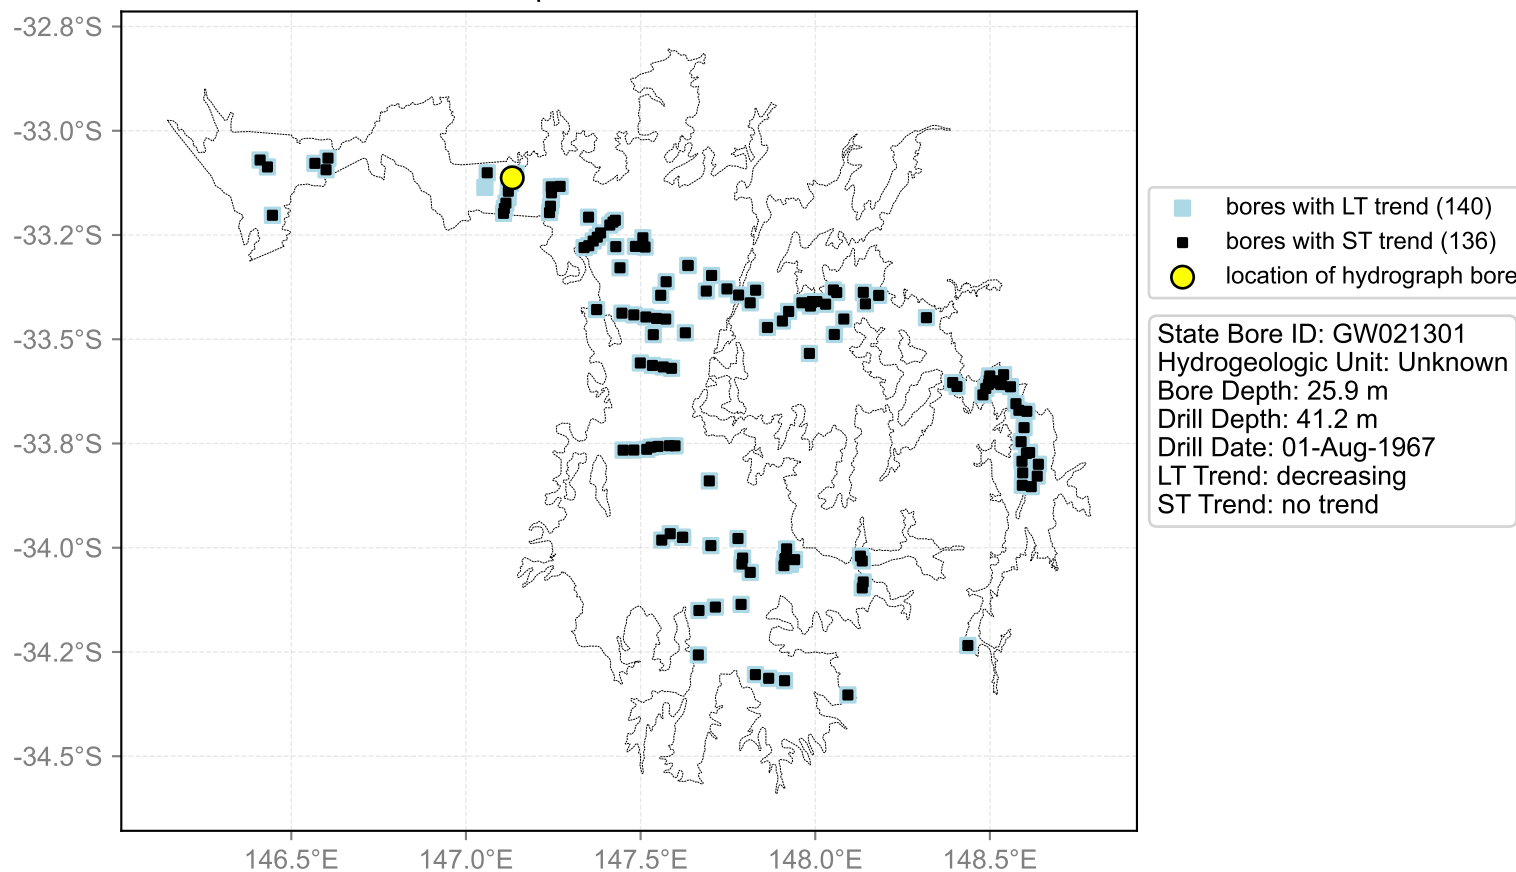 -32.8°S
-33.0°S
-33.2°S
-33.5°S
-33.8°S
-34.0°S
-34.2°S
-34.5°S
146.5°E
147.0°E
147.5°E
148.0°E
148.5°E
bores with LT trend (140)
bores with ST trend (136)
location of hydrograph bore
State Bore ID: GW021301
Hydrogeologic Unit: Unknown
Bore Depth: 25.9 m
Drill Depth: 41.2 m
Drill Date: 01-Aug-1967
LT Trend: decreasing
ST Trend: no trend